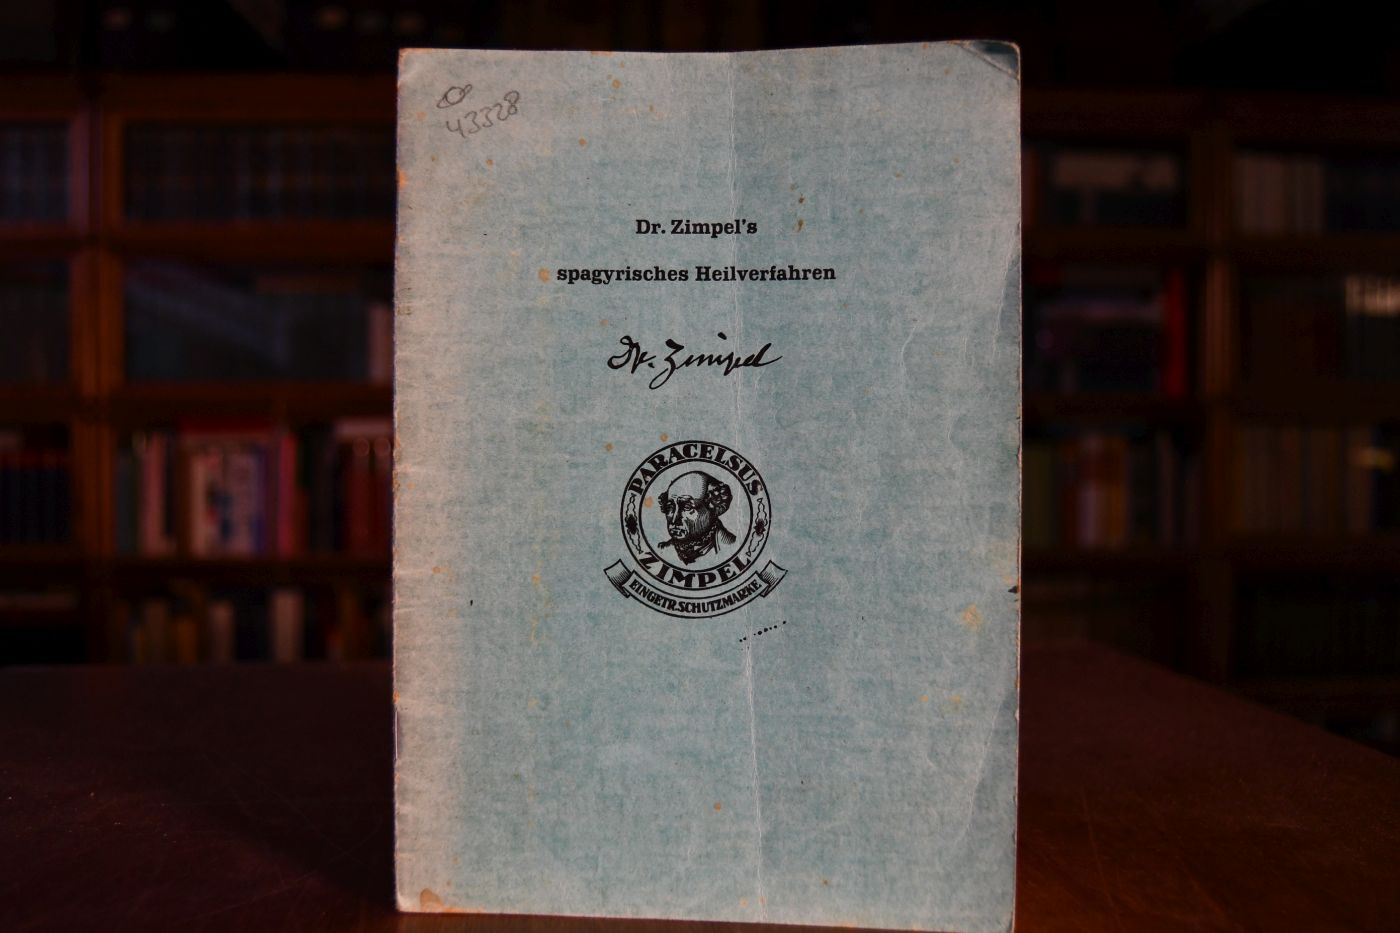 43328
Dr. Zimpel's
spagyrisches Heilverfahren
Dr. Zimpel
PARACELSUS
ZIMPEL
EINGETR. SCHUTZMARKE